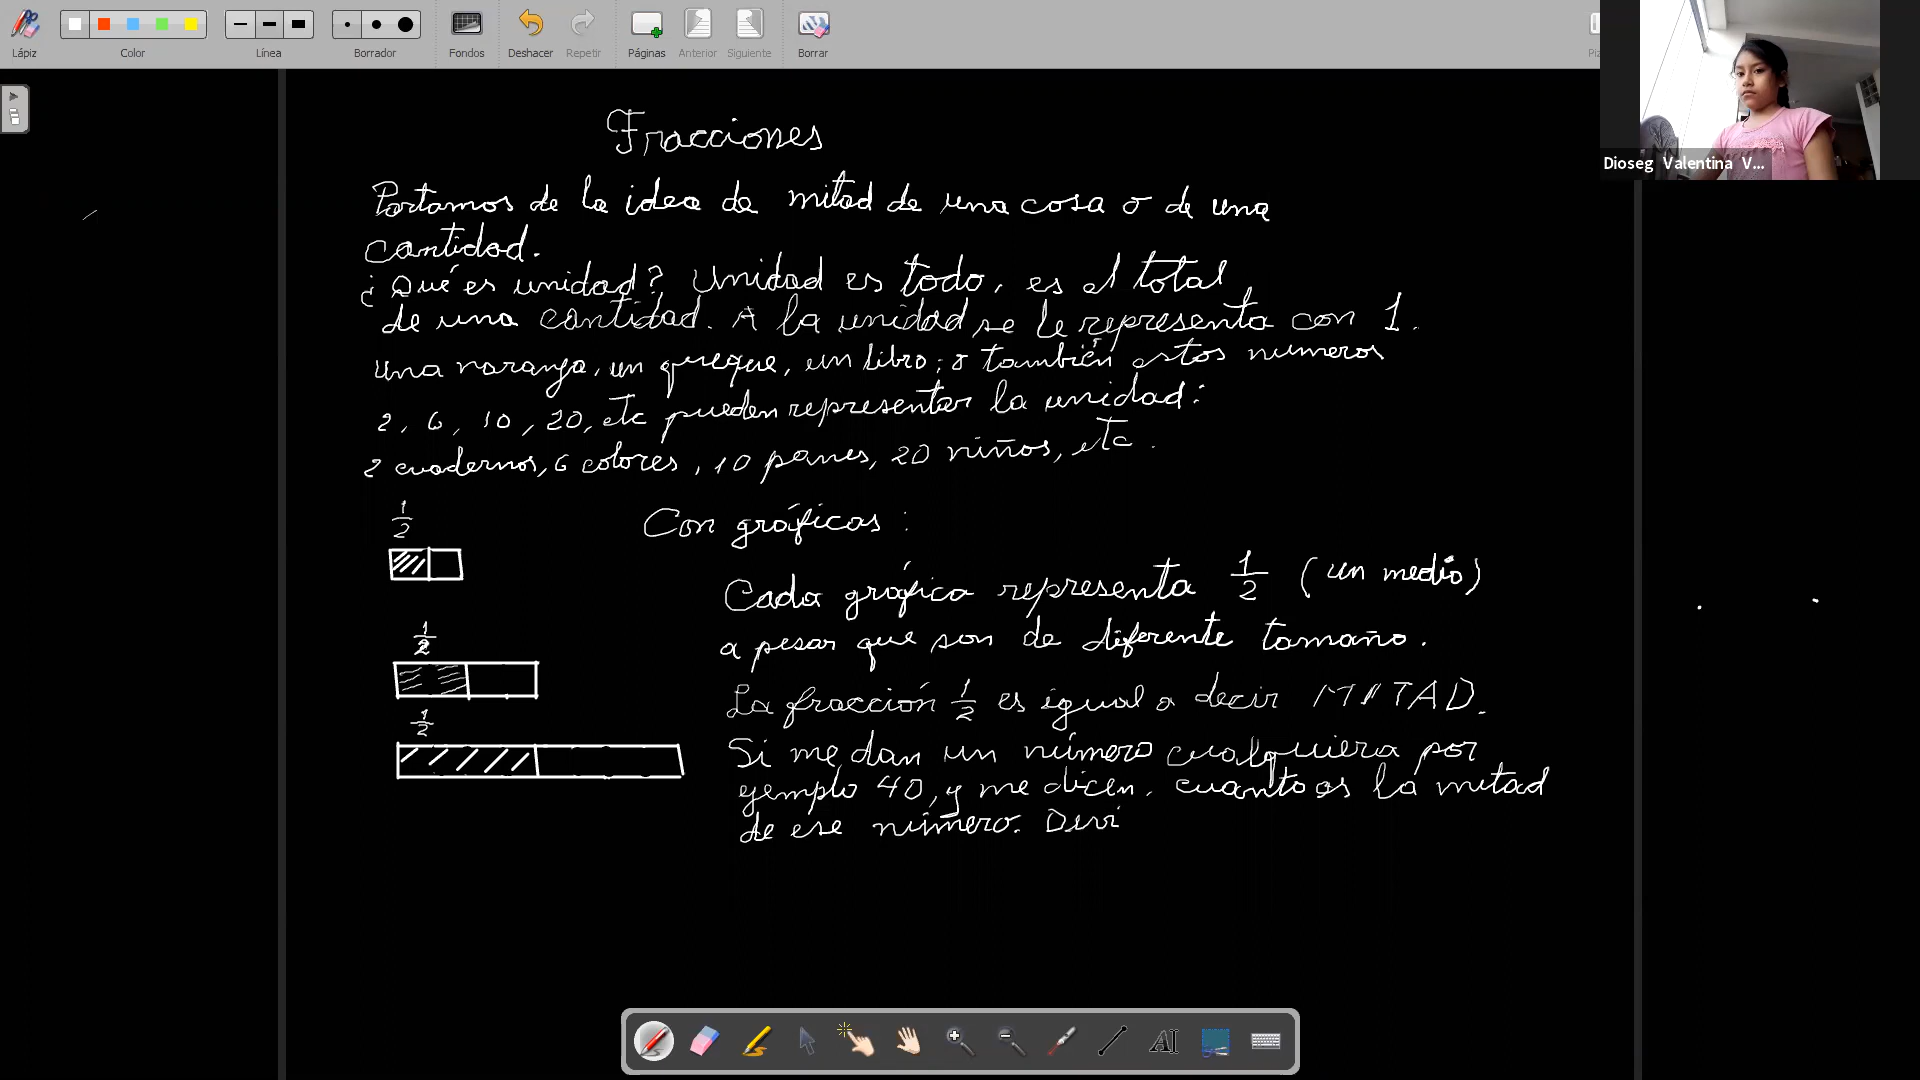 Lápiz
Color
Línea
Borrador
Fondos
Deshacer
Repetir
Páginas
Anterior
Siguiente
Borrar
Dioseg Valentina V...
Fracciones
Partamos de la idea de mitad de una cosa o de una
cantidad.
¿Qué es unidad? Unidad es todo, es el total
de una cantidad. A la unidad se le representa con 1.
una naranja, un queque, un libro; o también estos numeros
2, 6, 10, 20, etc pueden representar la unidad:
2 cuadernos, 6 colores, 10 panes, 20 niños, etc.
1/2
Con gráficos:
Cada gráfica representa 1/2 (un medio)
1/2
a pesar que son de diferente tamaño.
La fracción 1/2 es igual a decir MITAD.
1/2
Si me dan un número cualquiera por
ejemplo 40, y me dicen, cuanto es la mitad
de ese número. Divi
AI